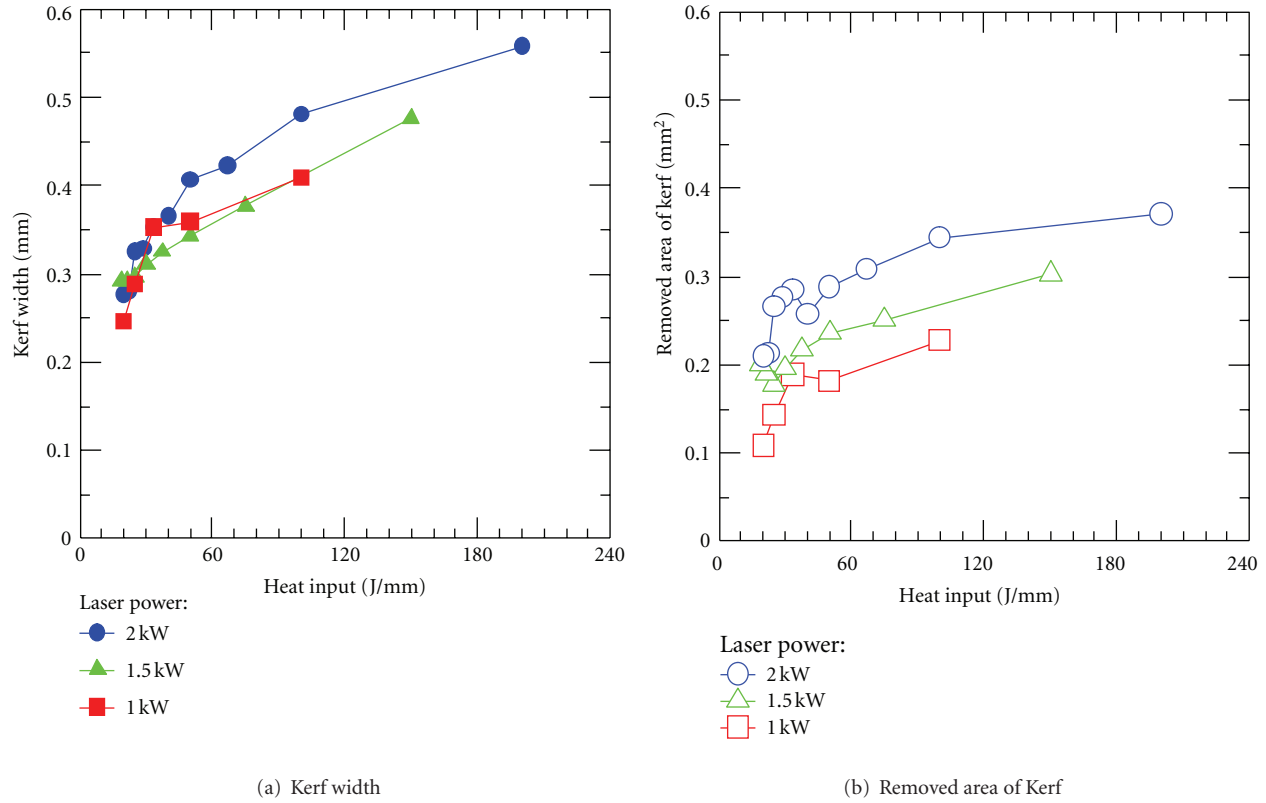 0.6
0.5
0.4
0.3
0.2
0.1
0
Kerf width (mm)
0
60
120
180
240
Heat input (J/mm)
Laser power:
2 kW
1.5 kW
1 kW
(a) Kerf width
0.6
0.5
0.4
0.3
0.2
0.1
0
Removed area of kerf (mm²)
0
60
120
180
240
Heat input (J/mm)
Laser power:
2 kW
1.5 kW
1 kW
(b) Removed area of Kerf